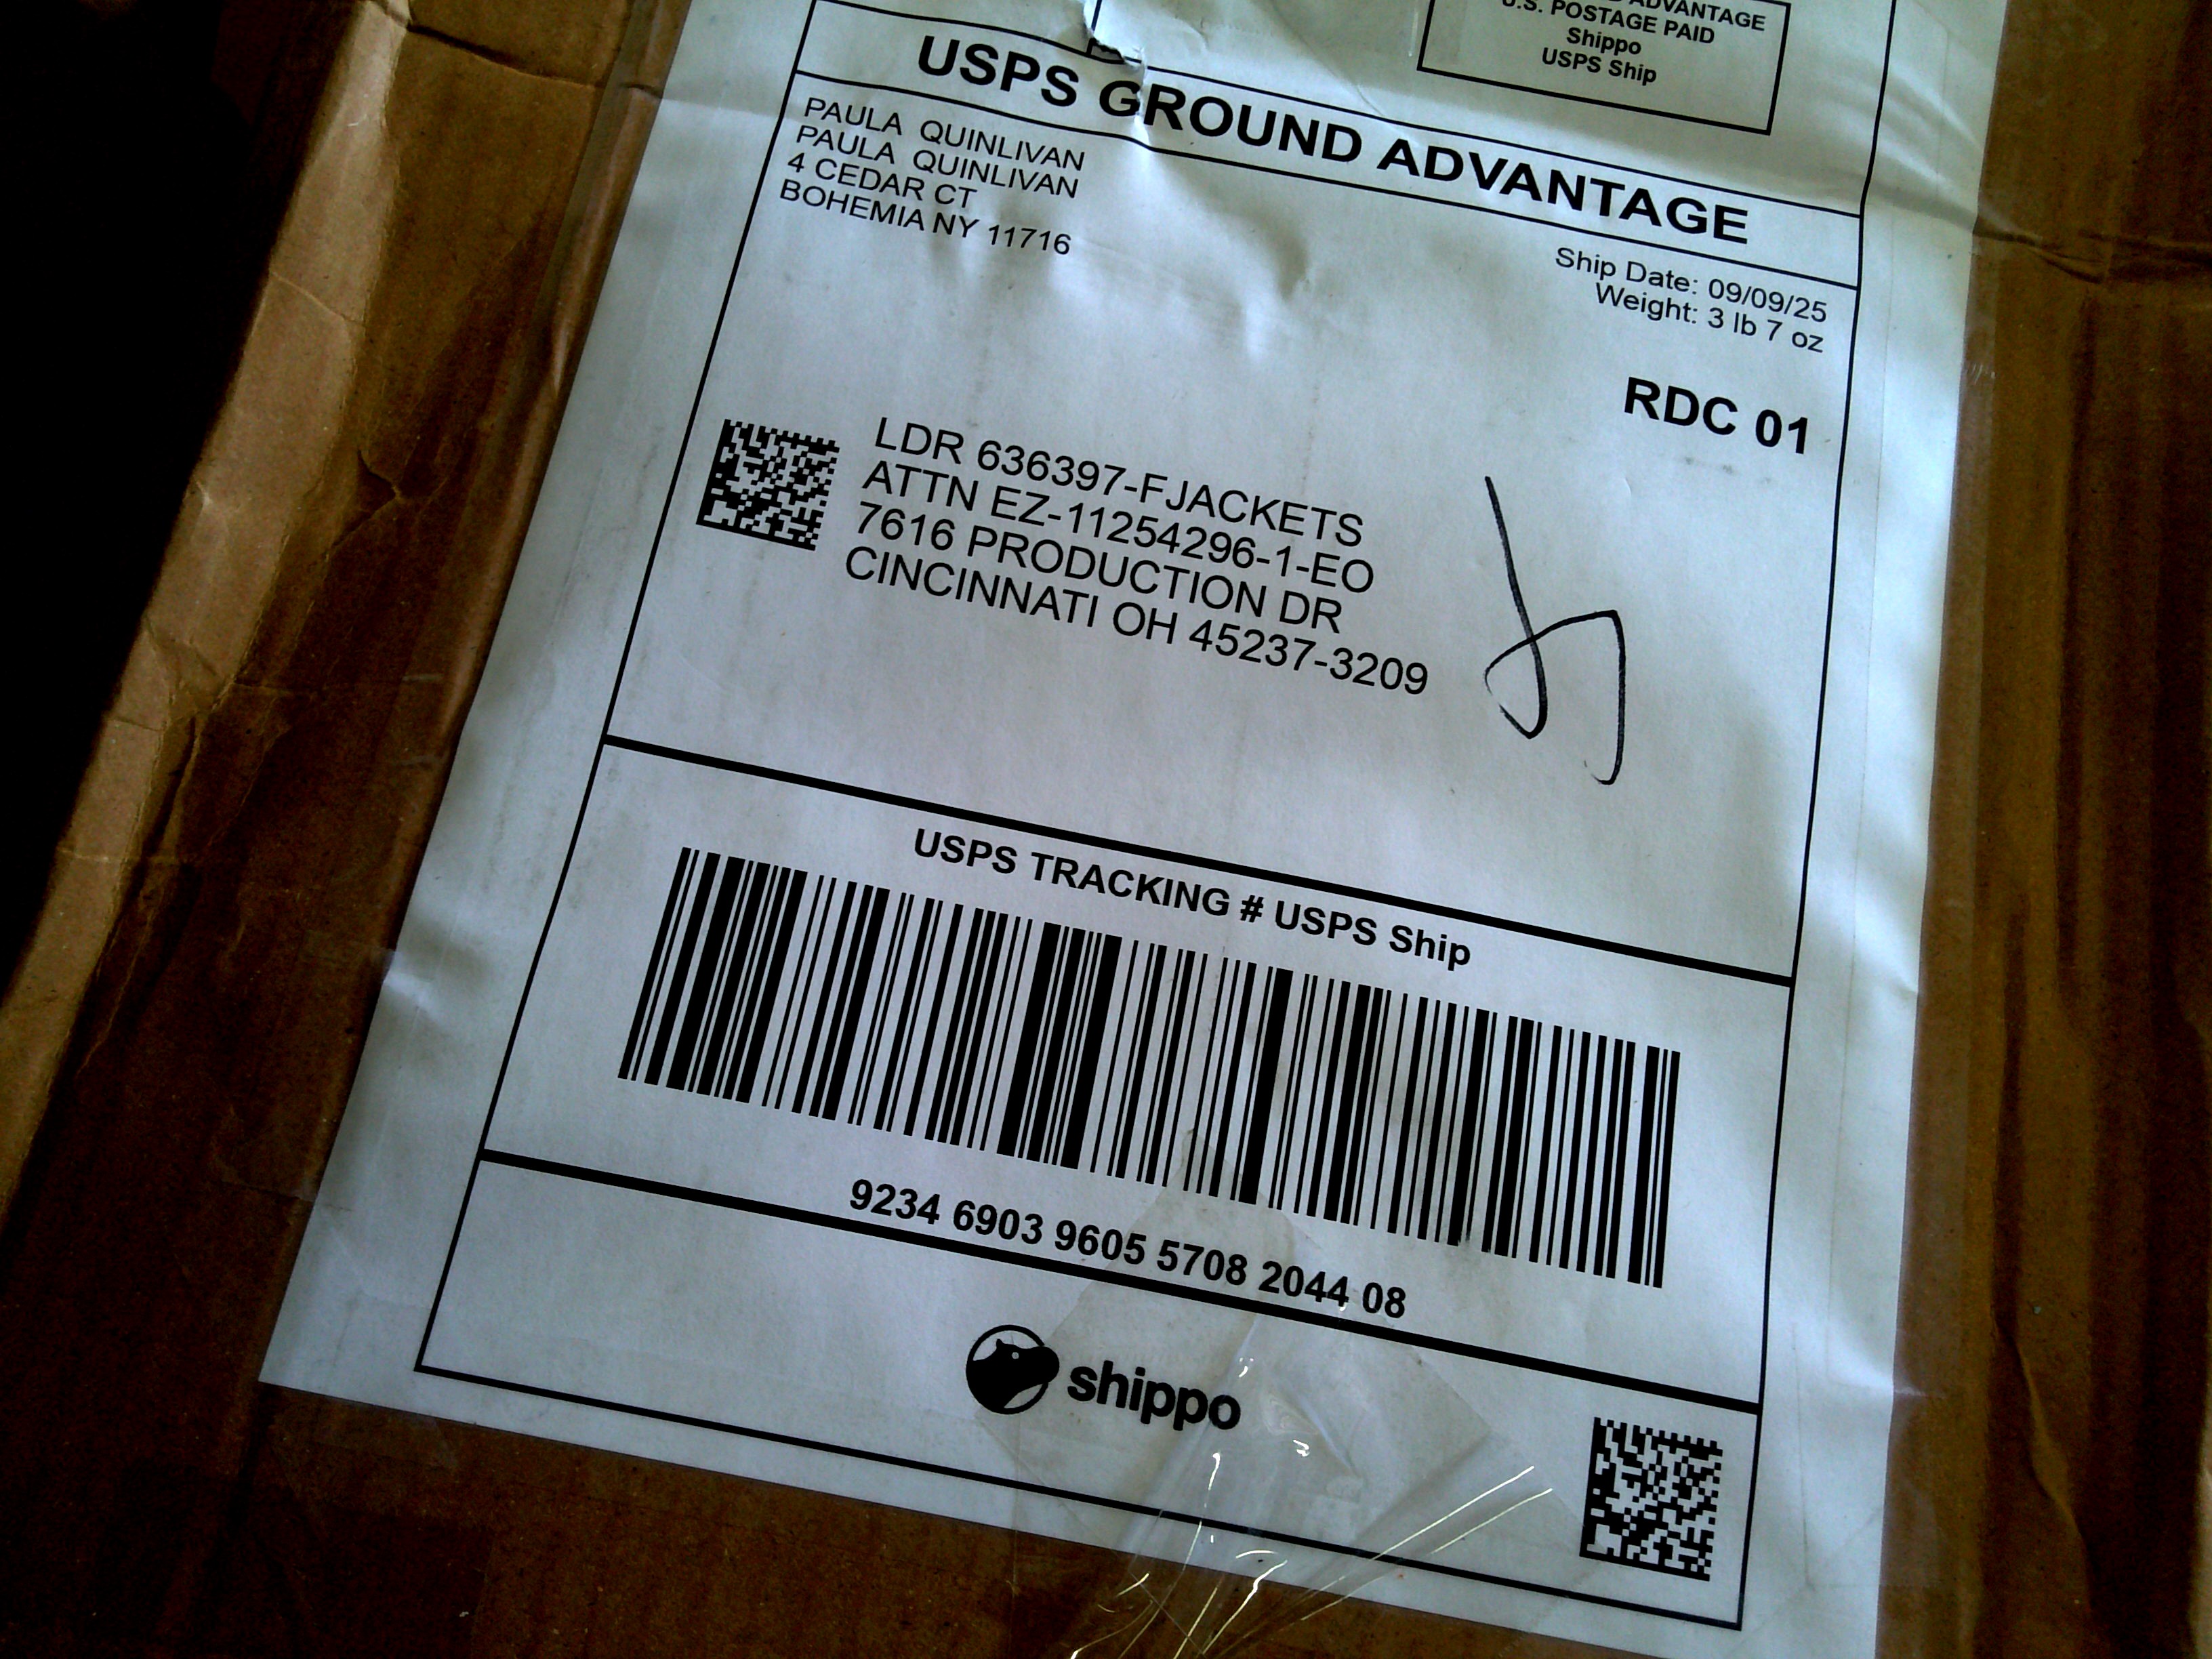 ADVANTAGE
U.S. POSTAGE PAID
Shippo
USPS Ship
USPS GROUND ADVANTAGE
PAULA QUINLIVAN
PAULA QUINLIVAN
4 CEDAR CT
BOHEMIA NY 11716
Ship Date: 09/09/25
Weight: 3 lb 7 oz
RDC 01
LDR 636397-FJACKETS
ATTN EZ-11254296-1-EO
7616 PRODUCTION DR
CINCINNATI OH 45237-3209
USPS TRACKING # USPS Ship
9234 6903 9605 5708 2044 08
shippo